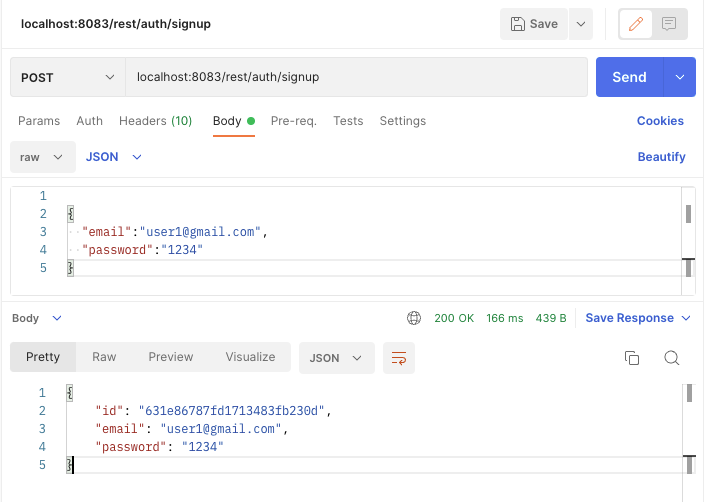 localhost:8083/rest/auth/signup
Save
POST
localhost:8083/rest/auth/signup
Send
Params Auth Headers (10) Body Pre-req. Tests Settings Cookies
raw JSON Beautify
1
2 {
3 "email":"user1@gmail.com",
4 "password":"1234"
5 }
Body 200 OK 166 ms 439 B Save Response
Pretty Raw Preview Visualize JSON
1 {
2 "id": "631e86787fd1713483fb230d",
3 "email": "user1@gmail.com",
4 "password": "1234"
5 }